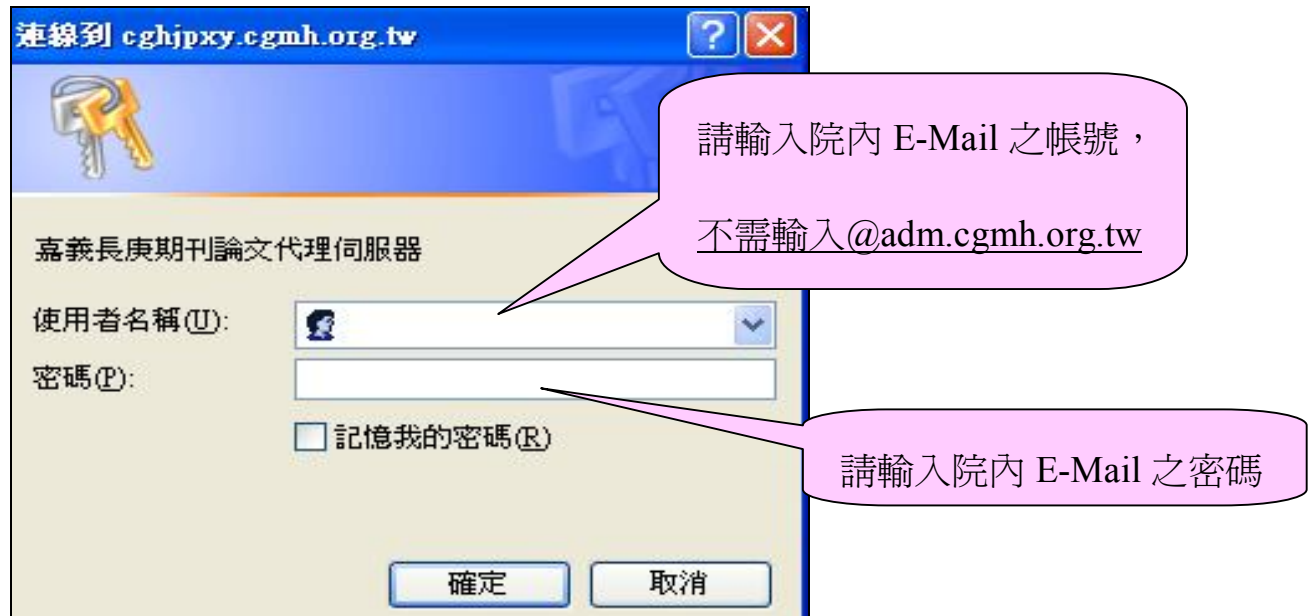 連線到 cghjpxy.cgmh.org.tw
請輸入院內 E-Mail 之帳號，
不需輸入@adm.cgmh.org.tw
嘉義長庚期刊論文代理伺服器
使用者名稱(U):
密碼(P):
記憶我的密碼(R)
請輸入院內 E-Mail 之密碼
確定
取消